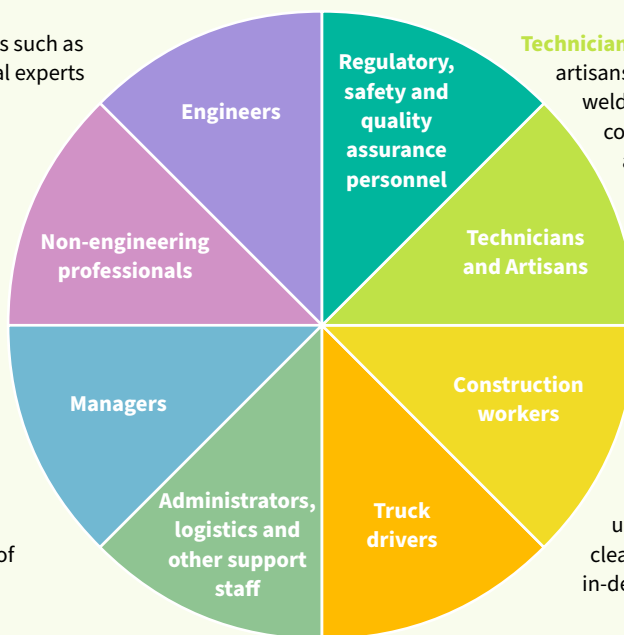 s such as
al experts
Engineers
Regulatory,
safety and
quality
assurance
personnel
Technician
artisans
weld
co
a
Non-engineering
professionals
Technicians
and Artisans
Managers
Construction
workers
Administrators,
logistics and
other support
staff
Truck
drivers
of
u
clea
in-de